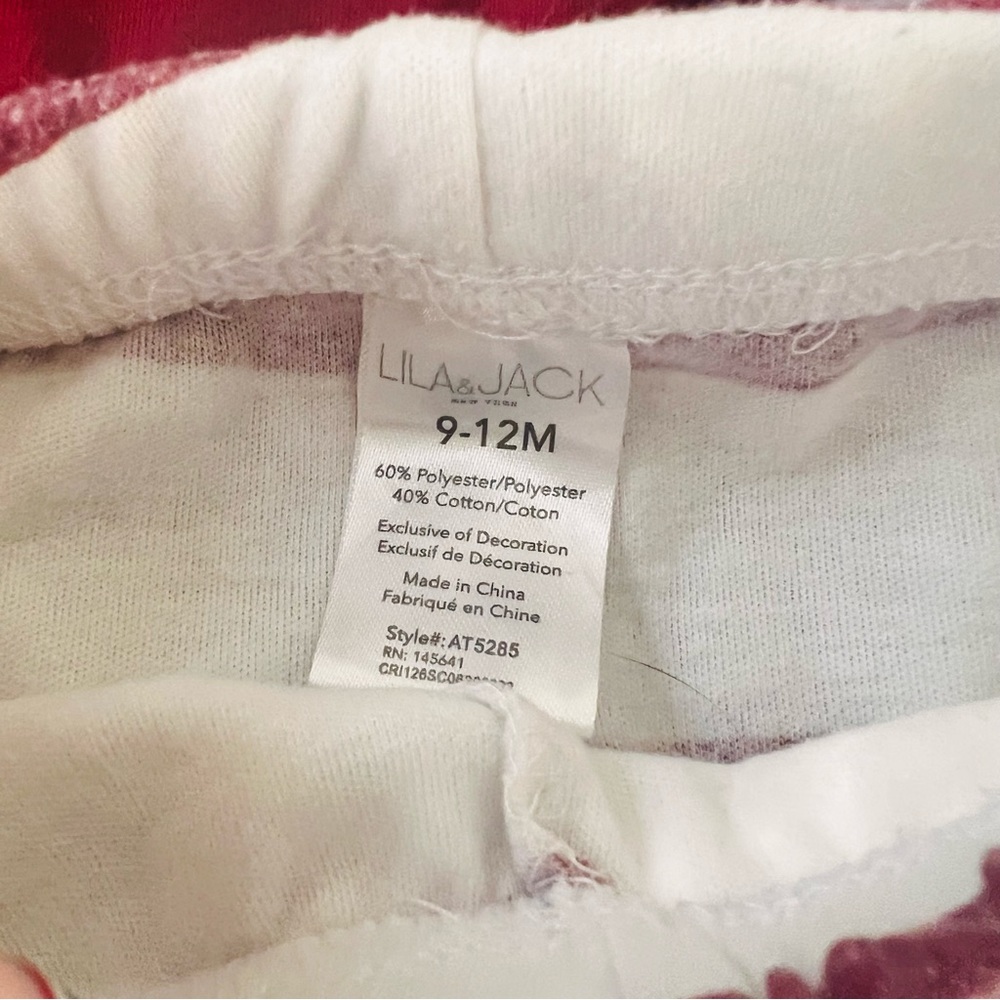 LILA&JACK
NEW YORK
9-12M
60% Polyester/Polyester
40% Cotton/Coton
Exclusive of Decoration
Exclusif de Décoration
Made in China
Fabriqué en Chine
Style#: AT5285
RN: 145641